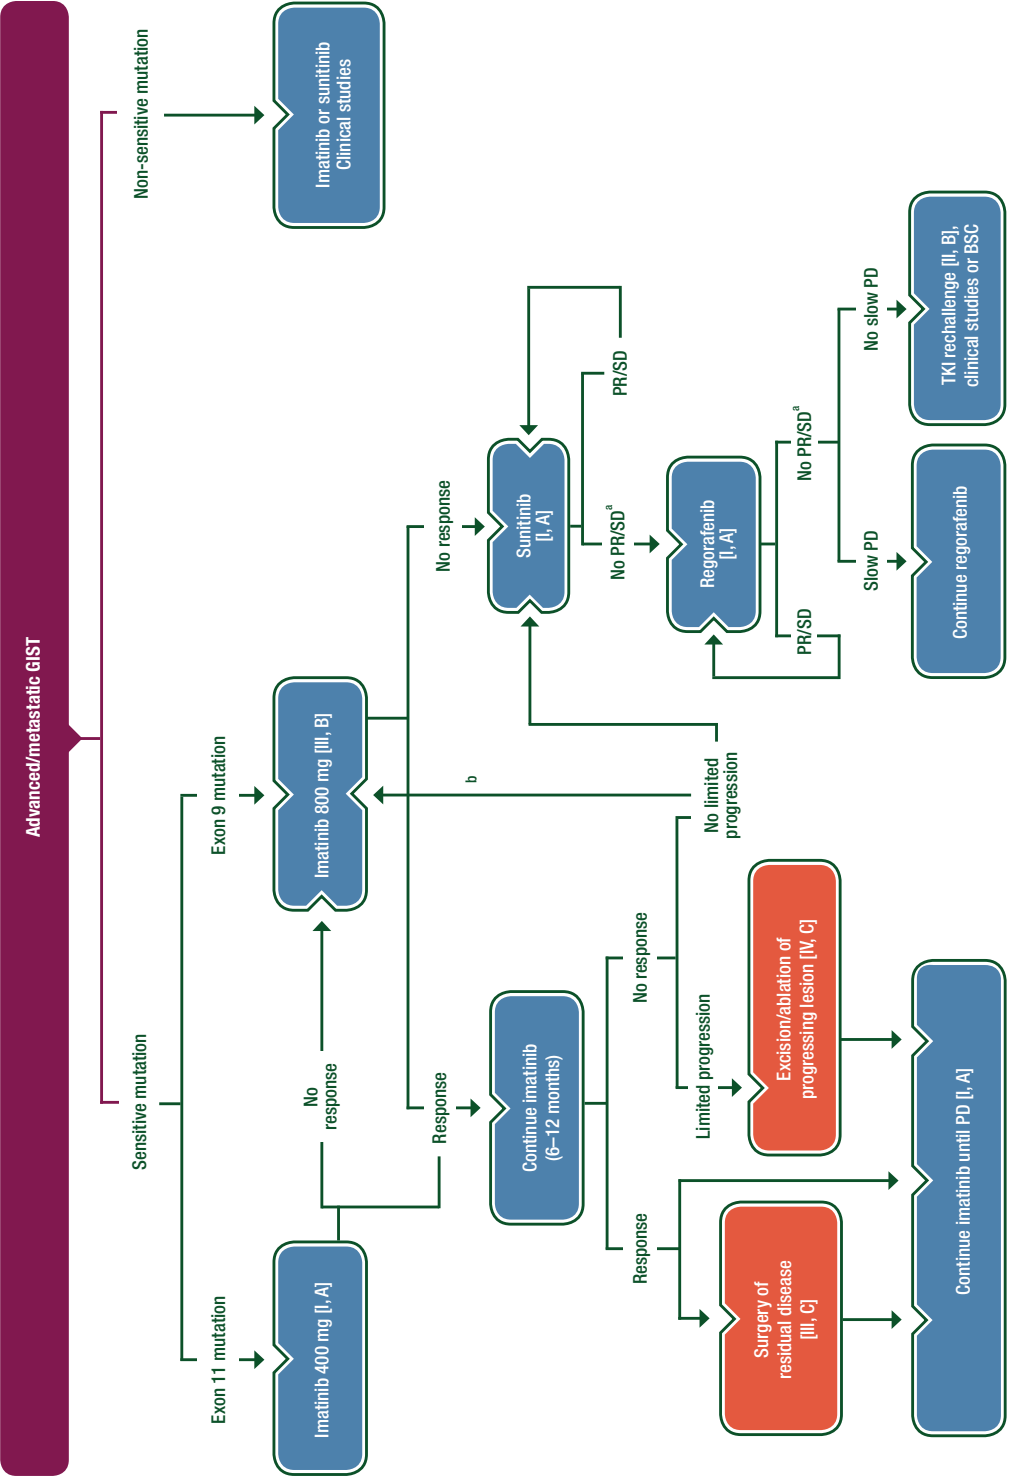 Advanced/metastatic GIST
Sensitive mutation
Non-sensitive mutation
Exon 11 mutation
Exon 9 mutation
Imatinib 400 mg [I, A]
No
response
Imatinib 800 mg [III, B]
Imatinib or sunitinib
Clinical studies
Response
No response
b
Continue imatinib
(6–12 months)
Sunitinib
[I, A]
Response
No response
No PR/SDa
PR/SD
Limited progression
No limited
progression
Regorafenib
[I, A]
Surgery of
residual disease
[III, C]
Excision/ablation of
progressing lesion [IV, C]
PR/SD
No PR/SDa
Slow PD
No slow PD
Continue imatinib until PD [I, A]
Continue regorafenib
TKI rechallenge [II, B],
clinical studies or BSC